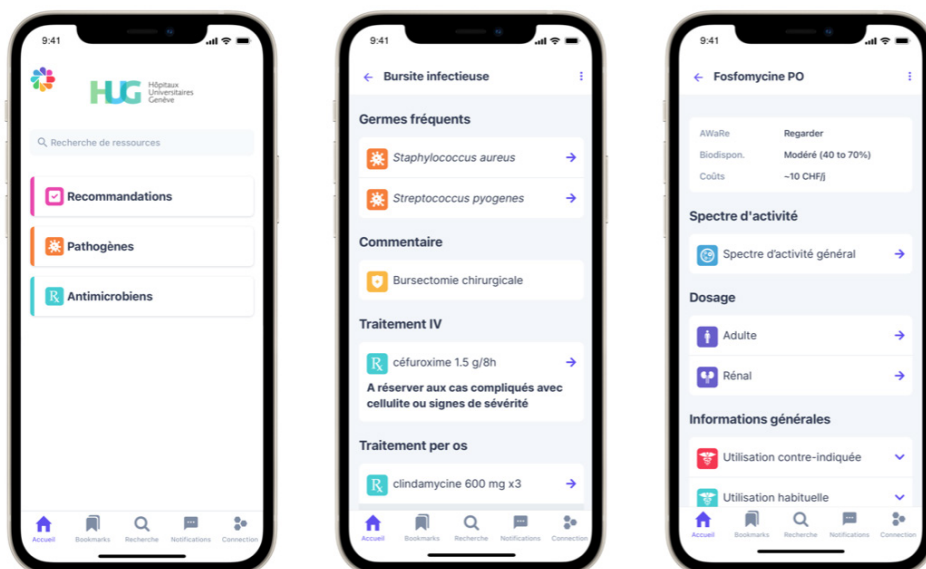 9:41
HUG
Hôpitaux
Universitaires
Genève
Recherche de ressources
Recommandations
Pathogènes
Antimicrobiens
Accueil
Bookmarks
Recherche
Notifications
Connection
9:41
Bursite infectieuse
Germes fréquents
Staphylococcus aureus
Streptococcus pyogenes
Commentaire
Bursectomie chirurgicale
Traitement IV
céfuroxime 1.5 g/8h
A réserver aux cas compliqués avec
cellulite ou signes de sévérité
Traitement per os
clindamycine 600 mg x3
Accueil
Bookmarks
Recherche
Notifications
Connection
9:41
Fosfomycine PO
AWaRe Regarder
Biodispon. Modéré (40 to 70%)
Coûts ~10 CHF/j
Spectre d'activité
Spectre d'activité général
Dosage
Adulte
Rénal
Informations générales
Utilisation contre-indiquée
Utilisation habituelle
Accueil
Bookmarks
Recherche
Notifications
Connection